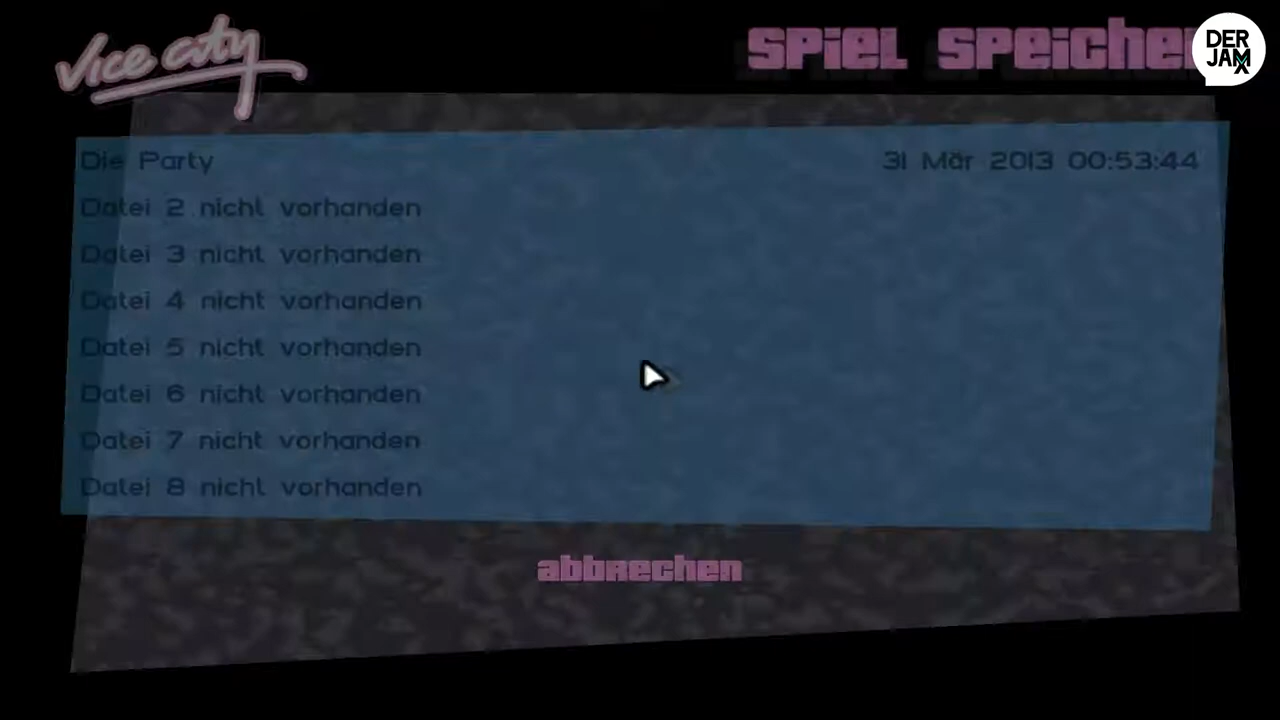 Vice City
SPIEL SPEICHER
DER
JAM
X
Die Party 31 Mär 2013 00:53:44
Datei 2 nicht vorhanden
Datei 3 nicht vorhanden
Datei 4 nicht vorhanden
Datei 5 nicht vorhanden
Datei 6 nicht vorhanden
Datei 7 nicht vorhanden
Datei 8 nicht vorhanden
abbrechen